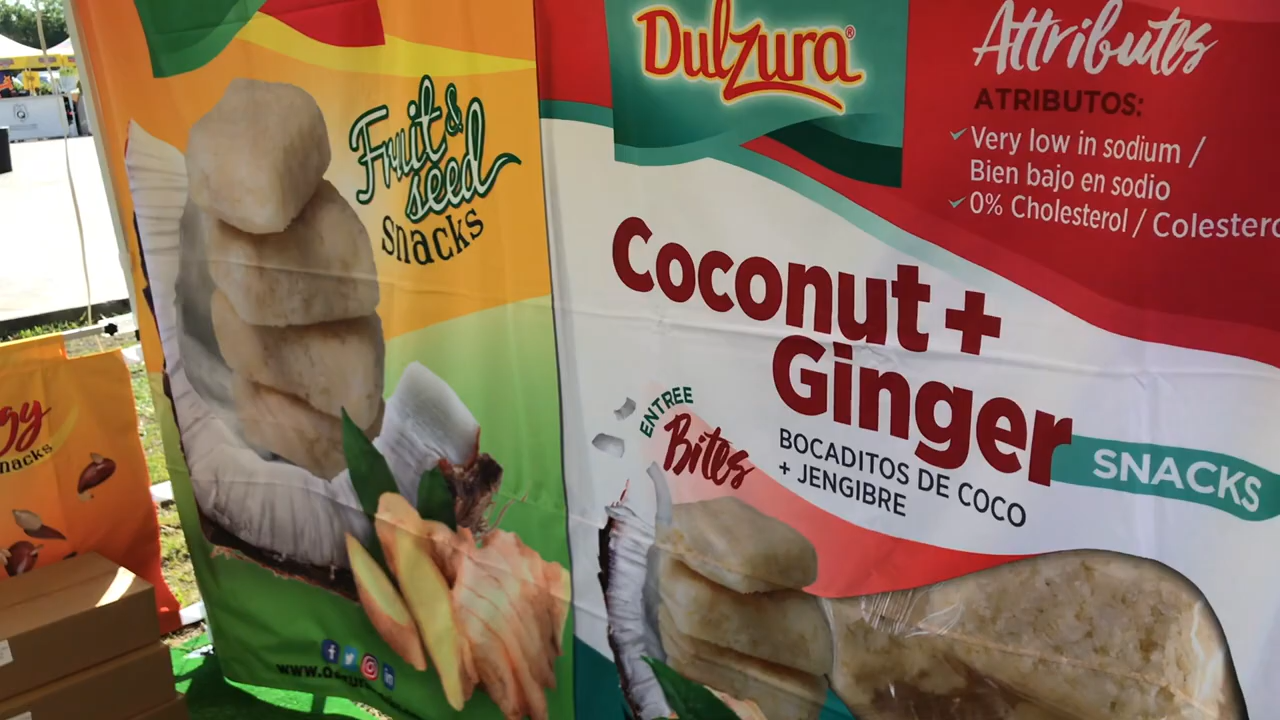 Fruit &
seed
snacks
Dulzura®
Attributes
ATRIBUTOS:
Very low in sodium /
Bien bajo en sodio
0% Cholesterol /
Coconut +
Ginger
SNACKS
ENTREE
Bites
BOCADITOS DE COCO
+ JENGIBRE